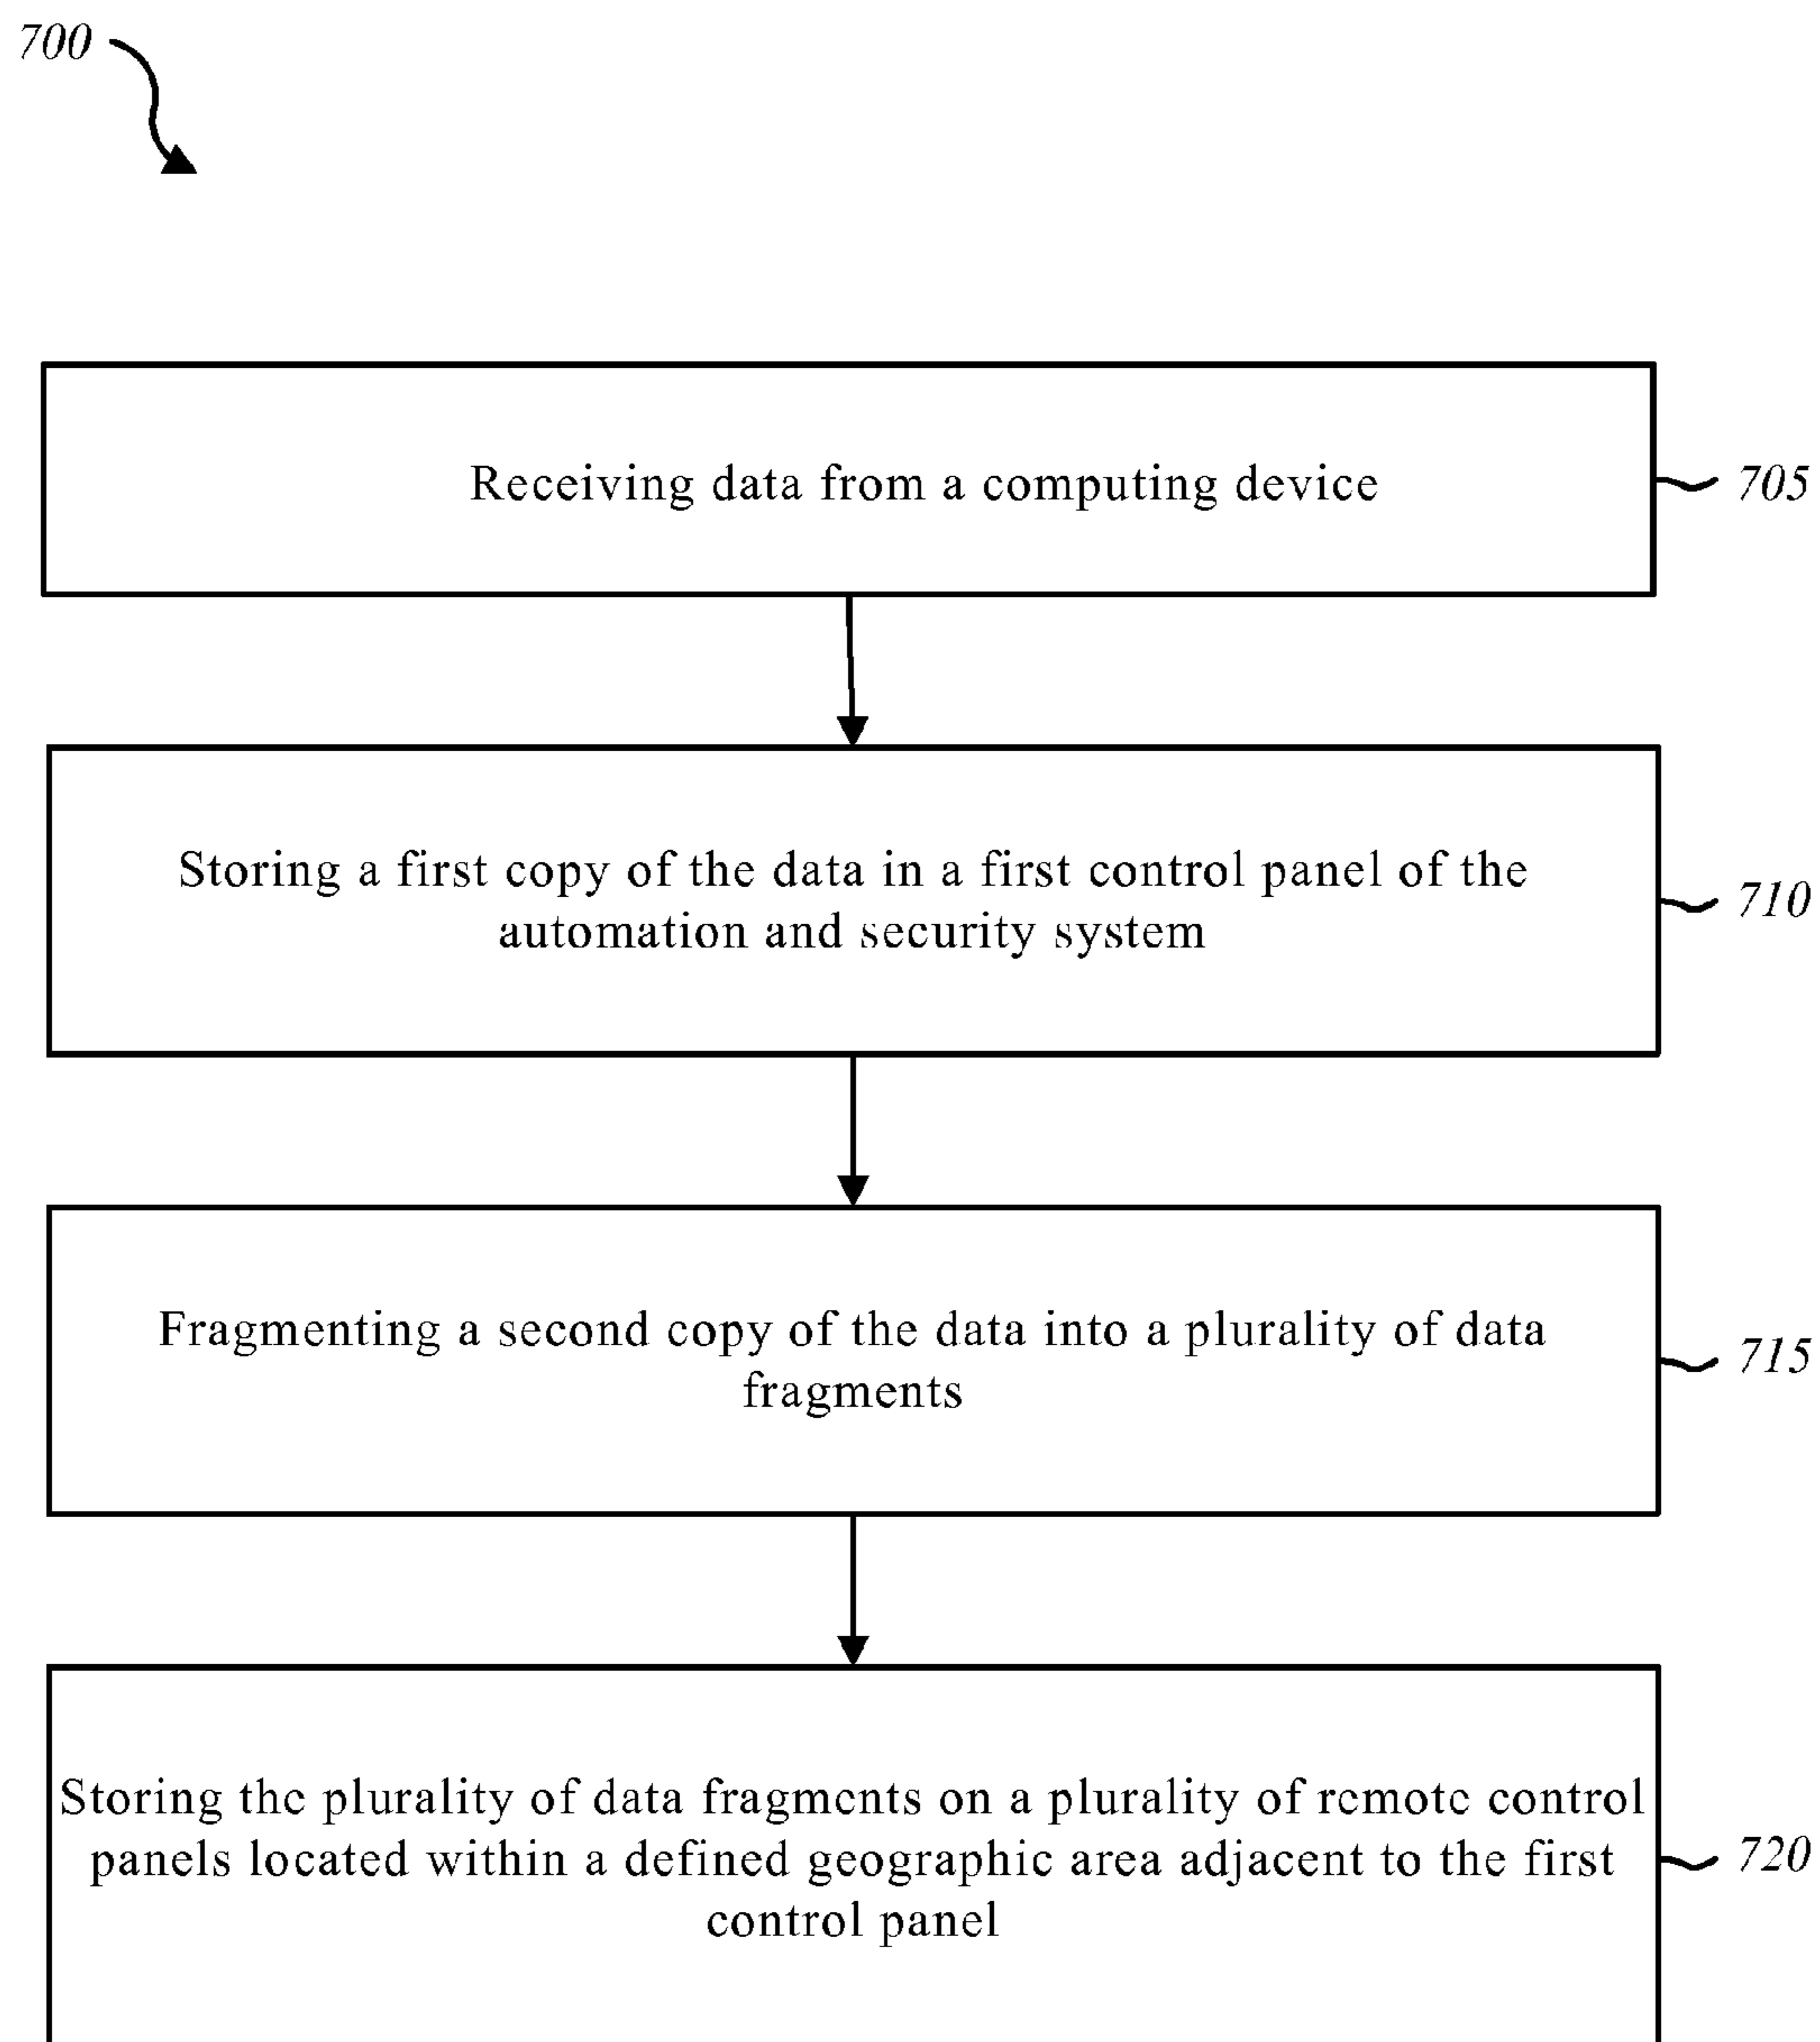 700
Receiving data from a computing device
705
Storing a first copy of the data in a first control panel of the
automation and security system
710
Fragmenting a second copy of the data into a plurality of data
fragments
715
Storing the plurality of data fragments on a plurality of remote control
panels located within a defined geographic area adjacent to the first
control panel
720